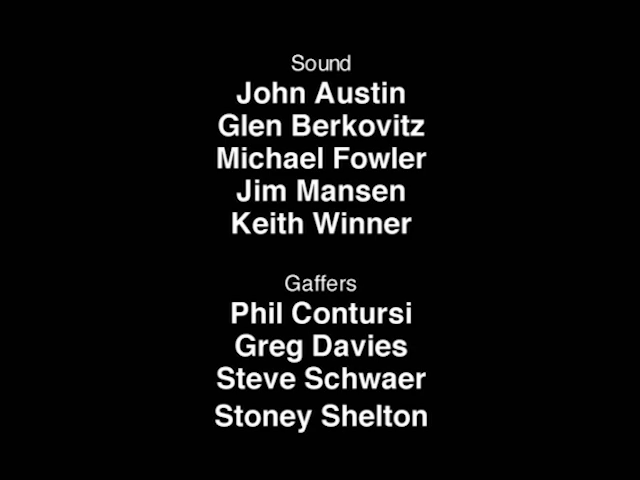 Sound
John Austin
Glen Berkovitz
Michael Fowler
Jim Mansen
Keith Winner
Gaffers
Phil Contursi
Greg Davies
Steve Schwaer
Stoney Shelton